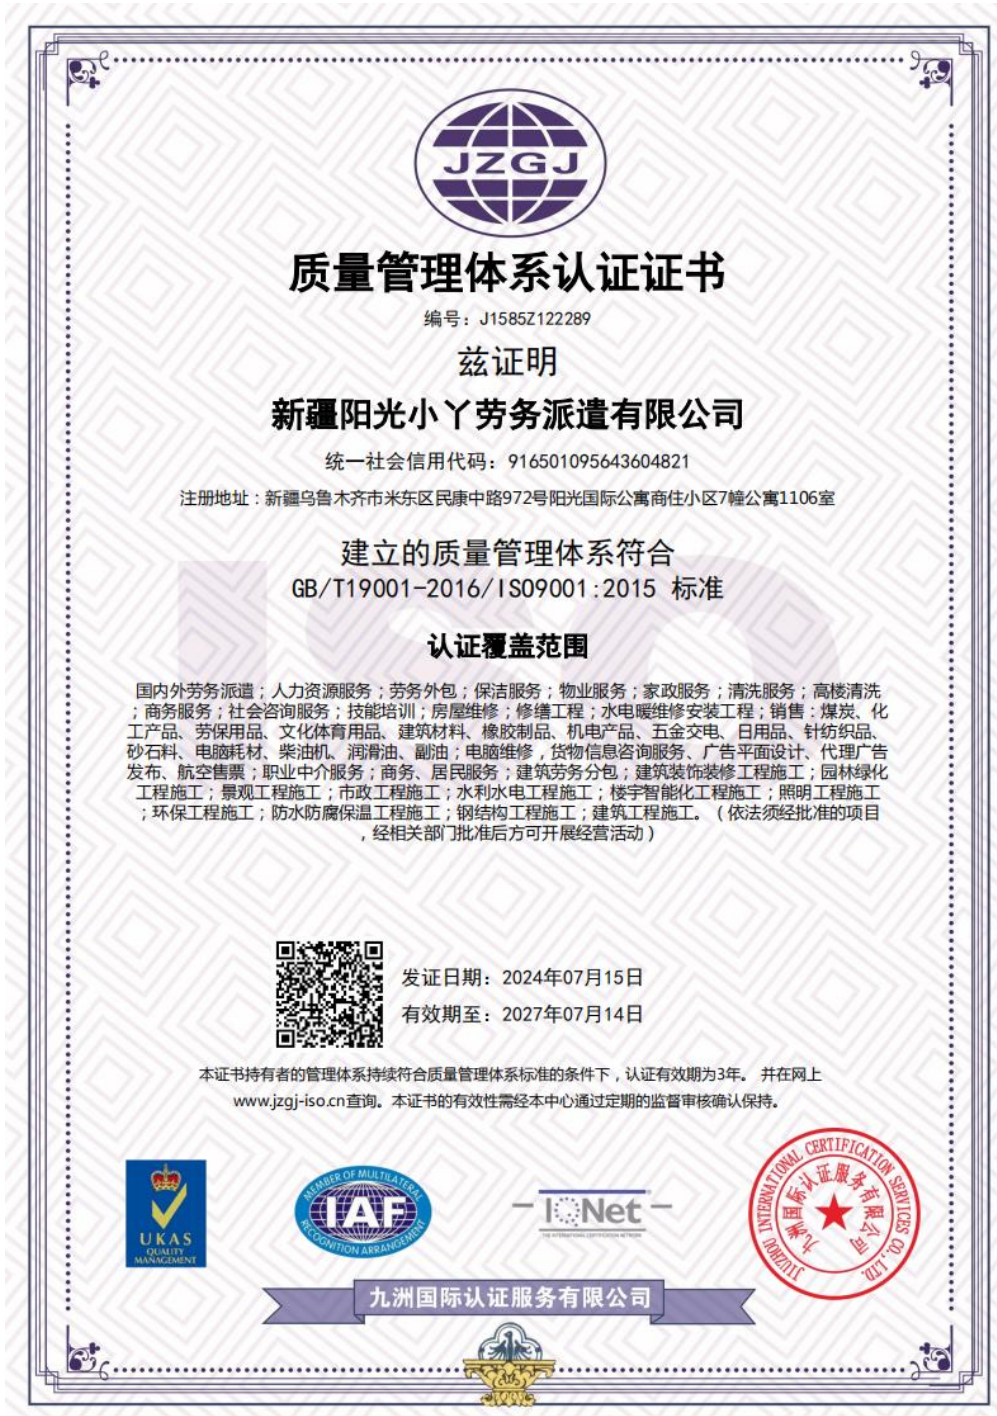 JZGJ
质量管理体系认证证书
编号：J1585Z122289
兹证明
新疆阳光小丫劳务派遣有限公司
统一社会信用代码：916501095643604821
注册地址：新疆乌鲁木齐市米东区民康中路972号阳光国际公寓商住小区7幢公寓1106室
建立的质量管理体系符合
GB/T19001-2016/ISO9001:2015 标准
认证覆盖范围
国内外劳务派遣；人力资源服务；劳务外包；保洁服务；物业服务；家政服务；清洗服务；高楼清洗
；商务服务；社会咨询服务；技能培训；房屋维修；修缮工程；水电暖维修安装工程；销售：煤炭、化
工产品、劳保用品、文化体育用品、建筑材料、橡胶制品、机电产品、五金交电、日用品、针纺织品、
砂石料、电脑耗材、柴油机、润滑油、副油；电脑维修，货物信息咨询服务、广告平面设计、代理广告
发布、航空售票；职业中介服务；商务、居民服务；建筑劳务分包；建筑装饰装修工程施工；园林绿化
工程施工；景观工程施工；市政工程施工；水利水电工程施工；楼宇智能化工程施工；照明工程施工
；环保工程施工；防水防腐保温工程施工；钢结构工程施工；建筑工程施工。（依法须经批准的项目
，经相关部门批准后方可开展经营活动）
发证日期：2024年07月15日
有效期至：2027年07月14日
本证书持有者的管理体系持续符合质量管理体系标准的条件下，认证有效期为3年。 并在网上
www.jzgj-iso.cn查询。本证书的有效性需经本中心通过定期的监督审核确认保持。
UKAS
QUALITY
MANAGEMENT
MEMBER OF MULTILATERAL
IAF
RECOGNITION ARRANGEMENT
IQNet
THE INTERNATIONAL CERTIFICATION NETWORK
JIUZHOU INTERNATIONAL CERTIFICATION SERVICES CO.,LTD.
九洲国际认证服务有限公司
九洲国际认证服务有限公司